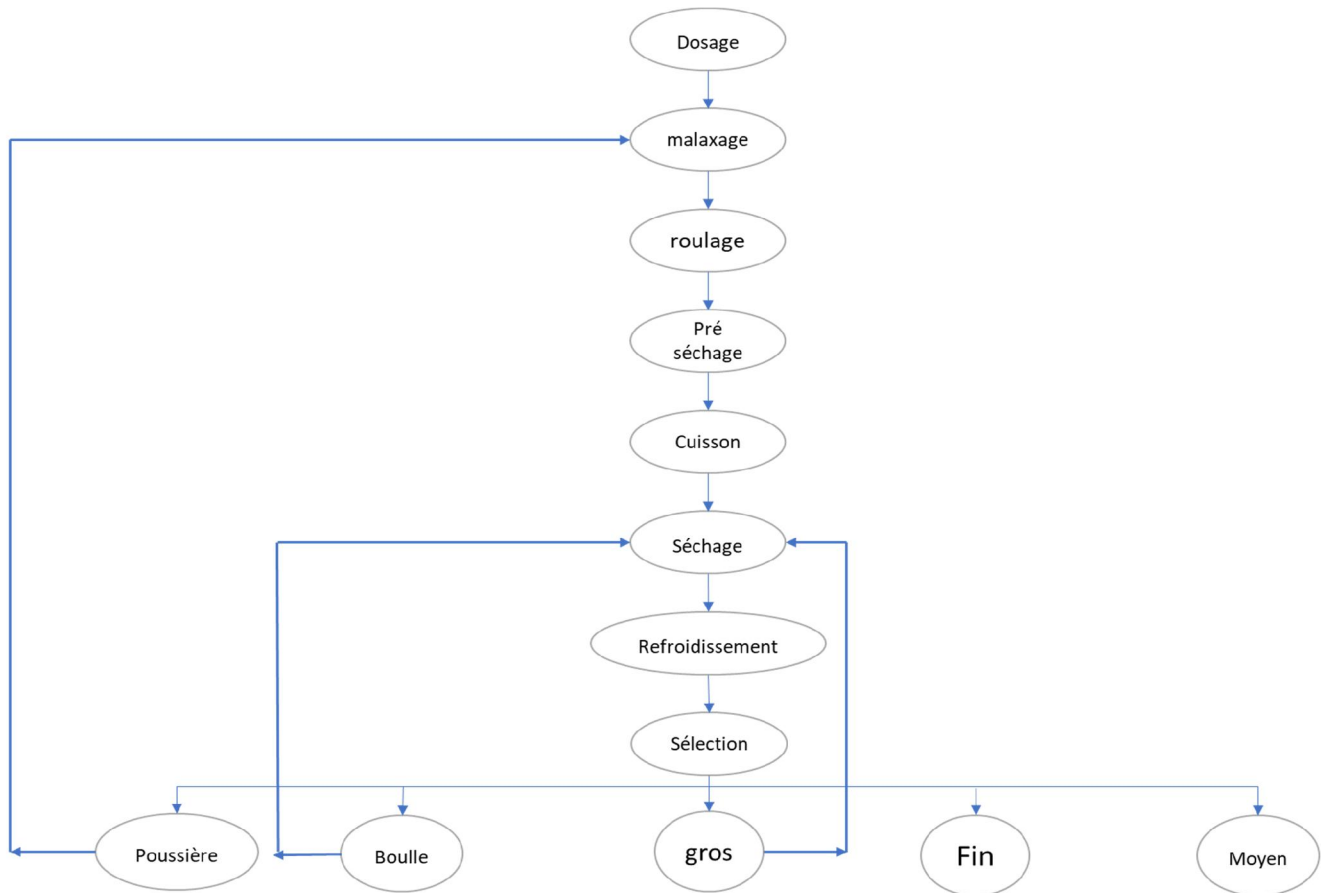 Dosage
malaxage
roulage
Pré
séchage
Cuisson
Séchage
Refroidissement
Sélection
Poussière
Boulle
gros
Fin
Moyen